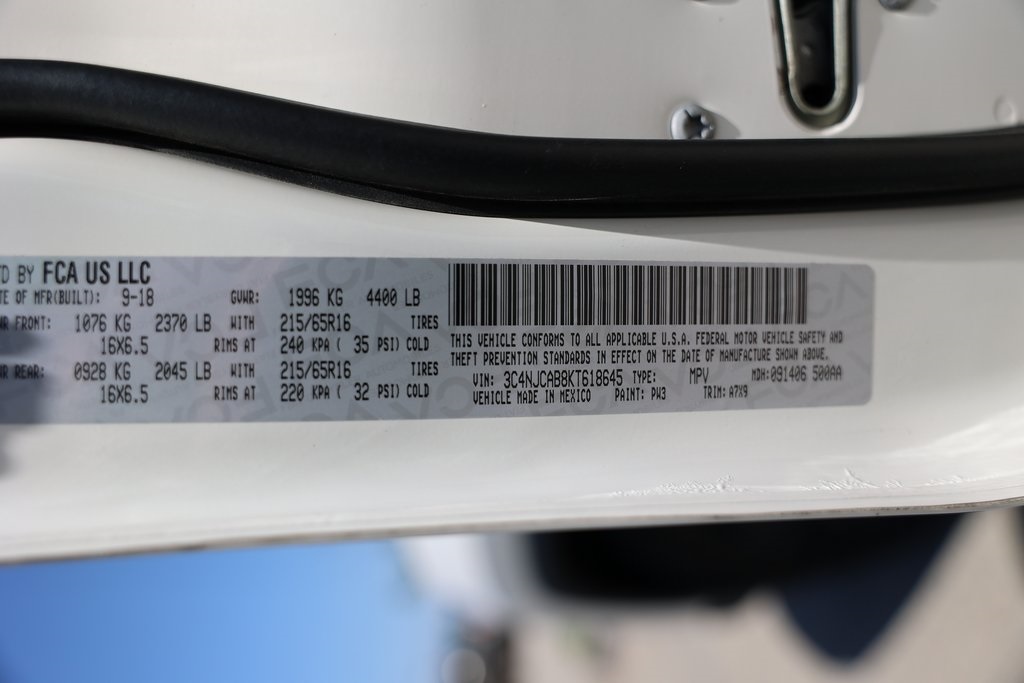 D BY FCA US LLC
TE OF MFR(BUILT): 9-18 GVWR: 1996 KG 4400 LB
WR FRONT: 1076 KG 2370 LB WITH 215/65R16 TIRES
16X6.5 RIMS AT 240 KPA ( 35 PSI) COLD
WR REAR: 0928 KG 2045 LB WITH 215/65R16 TIRES
16X6.5 RIMS AT 220 KPA ( 32 PSI) COLD
THIS VEHICLE CONFORMS TO ALL APPLICABLE U.S.A. FEDERAL MOTOR VEHICLE SAFETY AND
THEFT PREVENTION STANDARDS IN EFFECT ON THE DATE OF MANUFACTURE SHOWN ABOVE.
VIN: 3C4NJCAB8KT618645 TYPE: MPV MDH:091406 500AA
VEHICLE MADE IN MEXICO PAINT: PW3 TRIM: A7X9